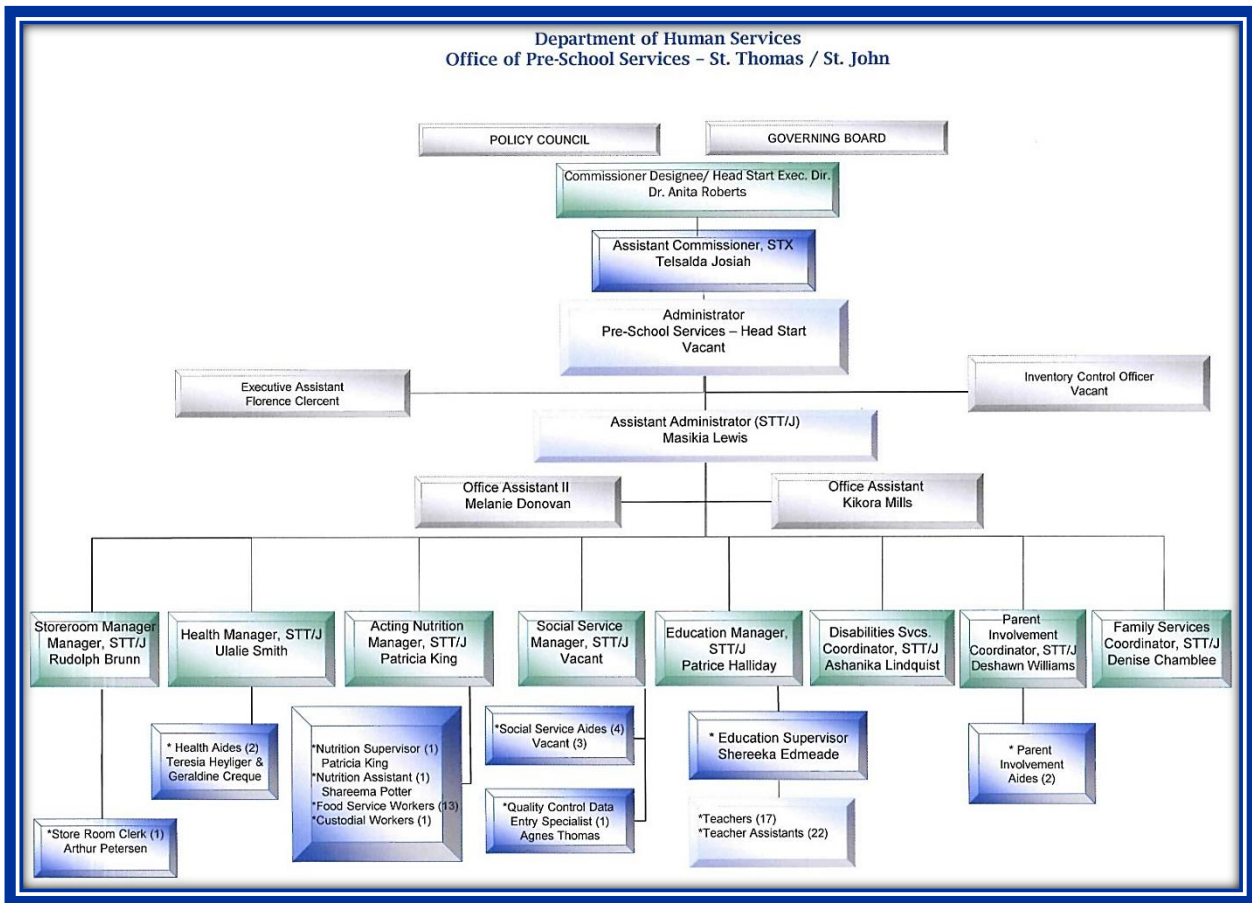 Department of Human Services
Office of Pre-School Services – St. Thomas / St. John
POLICY COUNCIL
GOVERNING BOARD
Commissioner Designee/ Head Start Exec. Dir.
Dr. Anita Roberts
Assistant Commissioner, STX
Telsalda Josiah
Administrator
Pre-School Services – Head Start
Vacant
Executive Assistant
Florence Clercent
Inventory Control Officer
Vacant
Assistant Administrator (STT/J)
Masikia Lewis
Office Assistant II
Melanie Donovan
Office Assistant
Kikora Mills
Storeroom Manager
Manager, STT/J
Rudolph Brunn
Health Manager, STT/J
Ulalie Smith
Acting Nutrition
Manager, STT/J
Patricia King
Social Service
Manager, STT/J
Vacant
Education Manager,
STT/J
Patrice Halliday
Disabilities Svcs.
Coordinator, STT/J
Ashanika Lindquist
Parent
Involvement
Coordinator, STT/J
Deshawn Williams
Family Services
Coordinator, STT/J
Denise Chamblee
*Store Room Clerk (1)
Arthur Petersen
* Health Aides (2)
Teresia Heyliger &
Geraldine Creque
*Nutrition Supervisor (1)
Patricia King
*Nutrition Assistant (1)
Shareema Potter
*Food Service Workers (13)
*Custodial Workers (1)
*Social Service Aides (4)
Vacant (3)
*Quality Control Data
Entry Specialist (1)
Agnes Thomas
* Education Supervisor
Shereeka Edmeade
*Teachers (17)
*Teacher Assistants (22)
* Parent
Involvement
Aides (2)